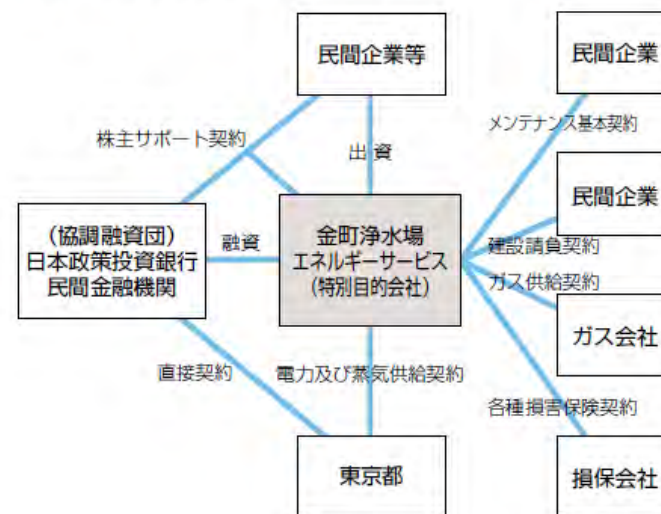 民間企業等
民間企業
株主サポート契約
出資
メンテナンス基本契約
民間企業
(協調融資団)
日本政策投資銀行
民間金融機関
融資
金町浄水場
エネルギーサービス
(特別目的会社)
建設請負契約
ガス供給契約
ガス会社
直接契約
電力及び蒸気供給契約
各種損害保険契約
東京都
損保会社